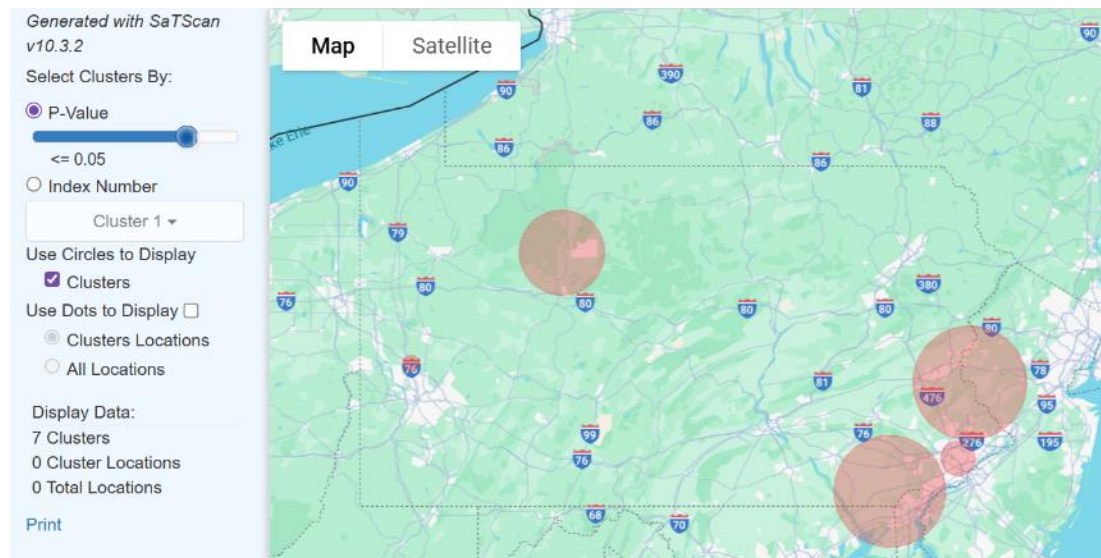 Generated with SaTScan
v10.3.2
Select Clusters By:
P-Value
<= 0.05
Index Number
Cluster 1
Use Circles to Display
Clusters
Use Dots to Display
Clusters Locations
All Locations
Display Data:
7 Clusters
0 Cluster Locations
0 Total Locations
Print
Map
Satellite
ke Erie
90
390
90
81
86
88
86
86
90
79
76
80
80
80
80
380
80
76
81
476
78
95
99
76
76
276
195
68
70